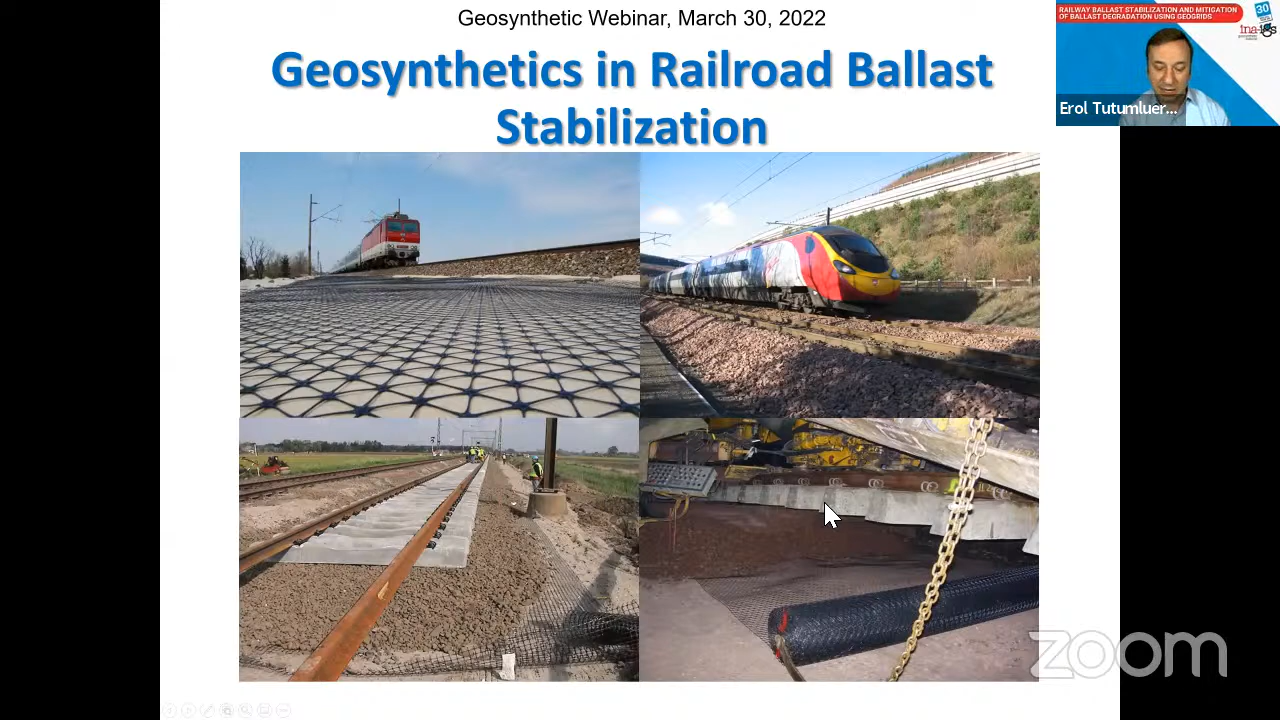 Geosynthetic Webinar, March 30, 2022
Geosynthetics in Railroad Ballast
Stabilization
RAILWAY BALLAST STABILIZATION AND MITIGATION
OF BALLAST DEGRADATION USING GEOGRIDS
30
Erol Tutumluer...
zoom